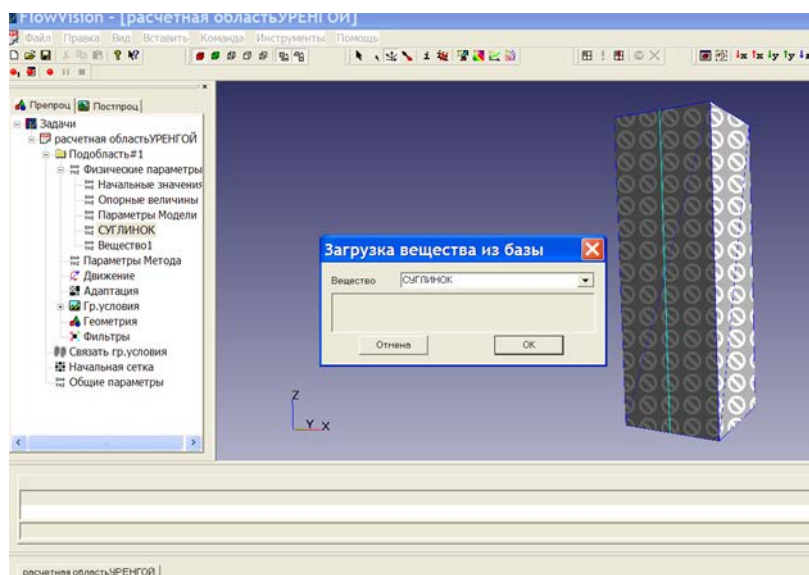 FlowVision - [расчетная областьУРЕНГОЙ]
Файл Правка Вид Вставить Команда Инструменты Помощь
Препроц Постпроц
Задачи
расчетная областьУРЕНГОЙ
Подобласть#1
Физические параметры
Начальные значения
Опорные величины
Параметры Модели
СУГЛИНОК
Вещество1
Параметры Метода
Движение
Адаптация
Гр.условия
Геометрия
Фильтры
Связать гр.условия
Начальная сетка
Общие параметры
Загрузка вещества из базы
Вещество СУГЛИНОК
Отмена ОК
Z
Y X
расчетная областьУРЕНГОЙ